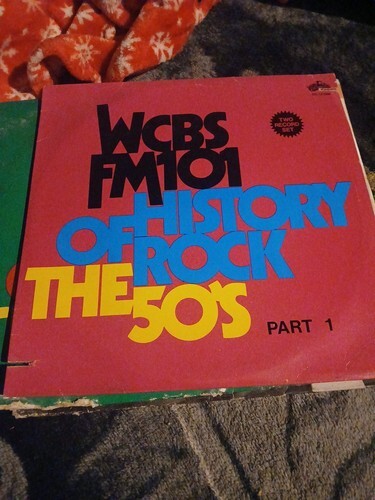 WCBS
FM101
HISTORY
OF ROCK
THE 50'S
PART 1
TWO
RECORD
SET